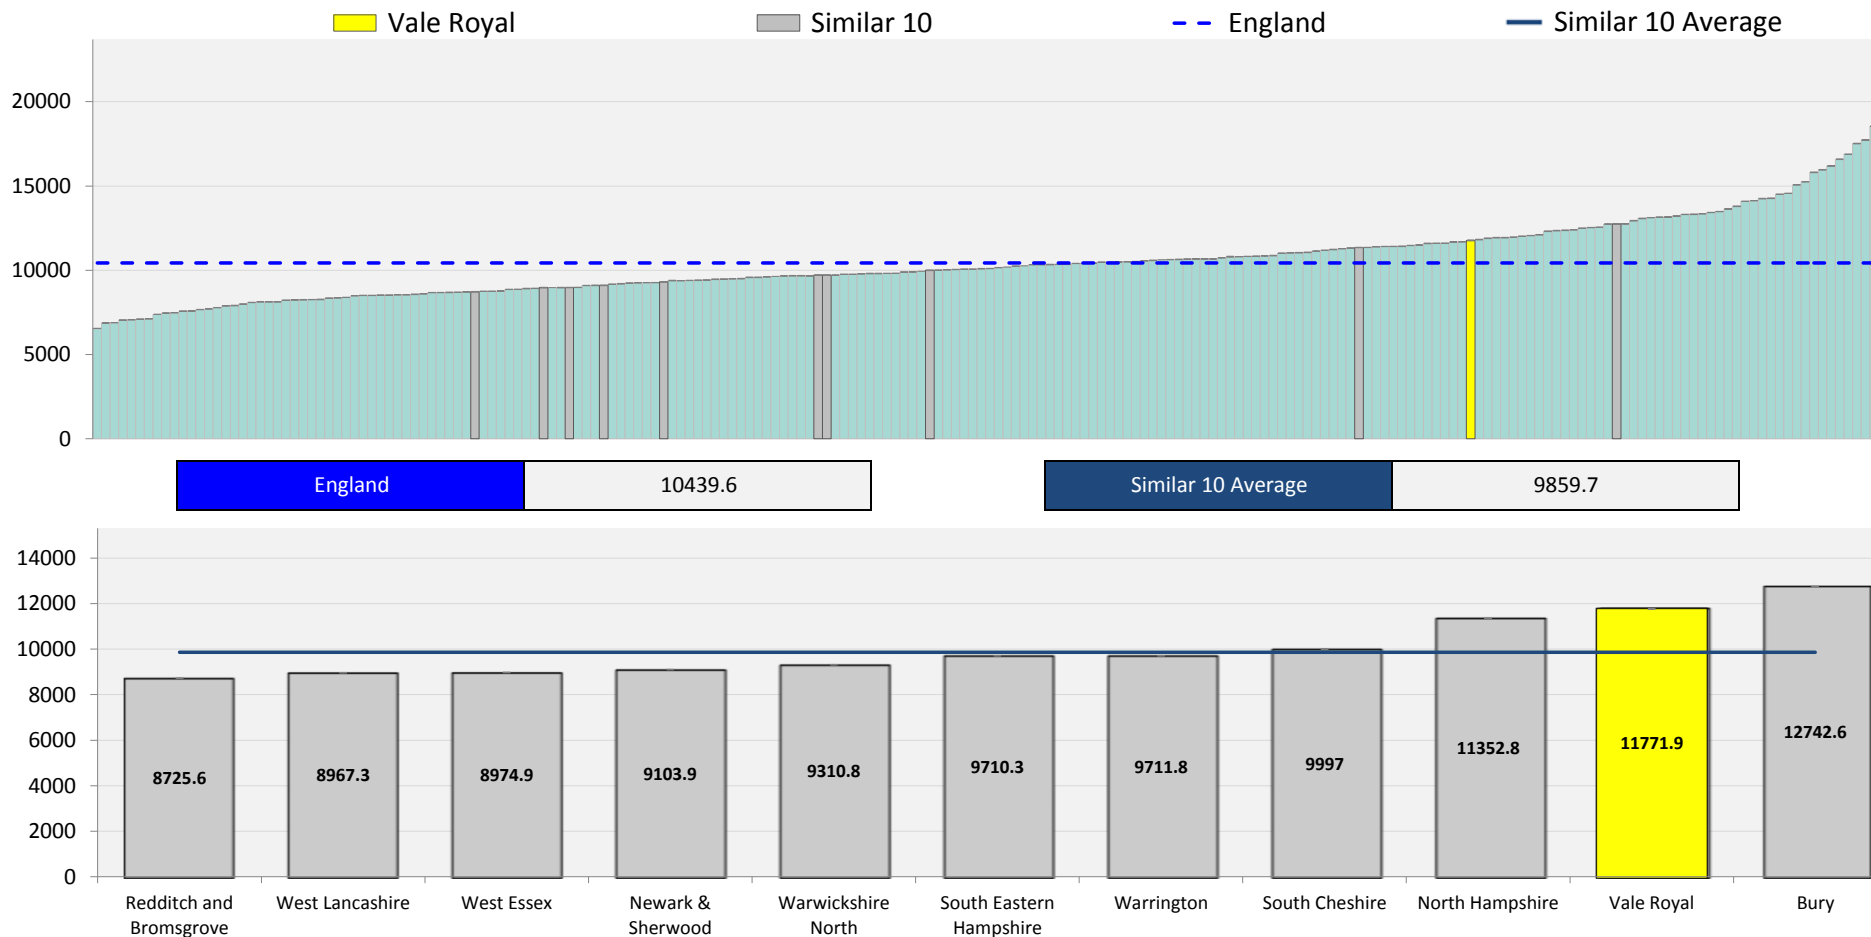 Vale Royal
Similar 10
England
Similar 10 Average
20000
15000
10000
5000
0
England
10439.6
Similar 10 Average
9859.7
14000
12000
10000
8000
6000
4000
2000
0
8725.6
8967.3
8974.9
9103.9
9310.8
9710.3
9711.8
9997
11352.8
11771.9
12742.6
Redditch and
Bromsgrove
West Lancashire
West Essex
Newark &
Sherwood
Warwickshire
North
South Eastern
Hampshire
Warrington
South Cheshire
North Hampshire
Vale Royal
Bury